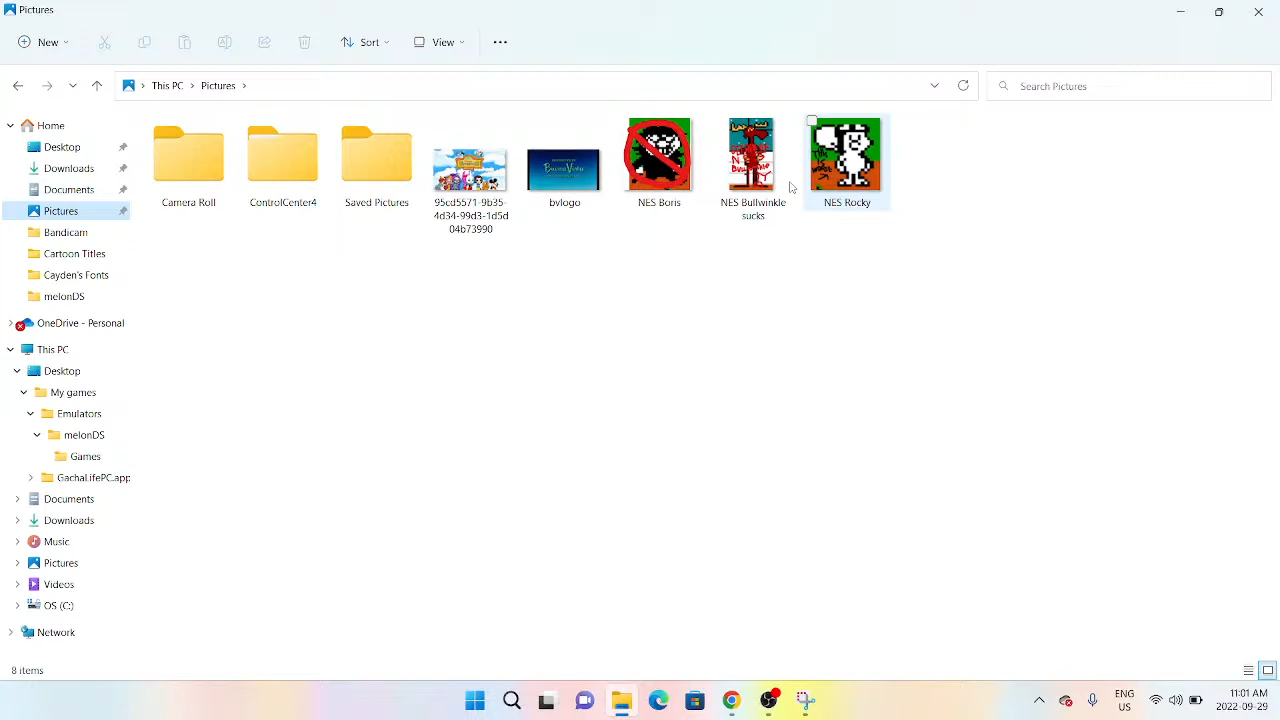 Pictures
New
Sort
View
This PC
Pictures
Search Pictures
Home
Desktop
Downloads
Documents
Pictures
Bandicam
Cartoon Titles
Cayden's Fonts
melonDS
OneDrive - Personal
This PC
Desktop
My games
Emulators
melonDS
Games
GachaLifePC.app
Documents
Downloads
Music
Pictures
Videos
OS (C:)
Network
Camera Roll
ControlCenter4
Saved Pictures
95cd5571-9b35-
4d34-99d3-1d5d
04b73990
bvlogo
NES Boris
NES Bullwinkle
sucks
NES Rocky
8 items
ENG
US
11:01 AM
2022-09-29